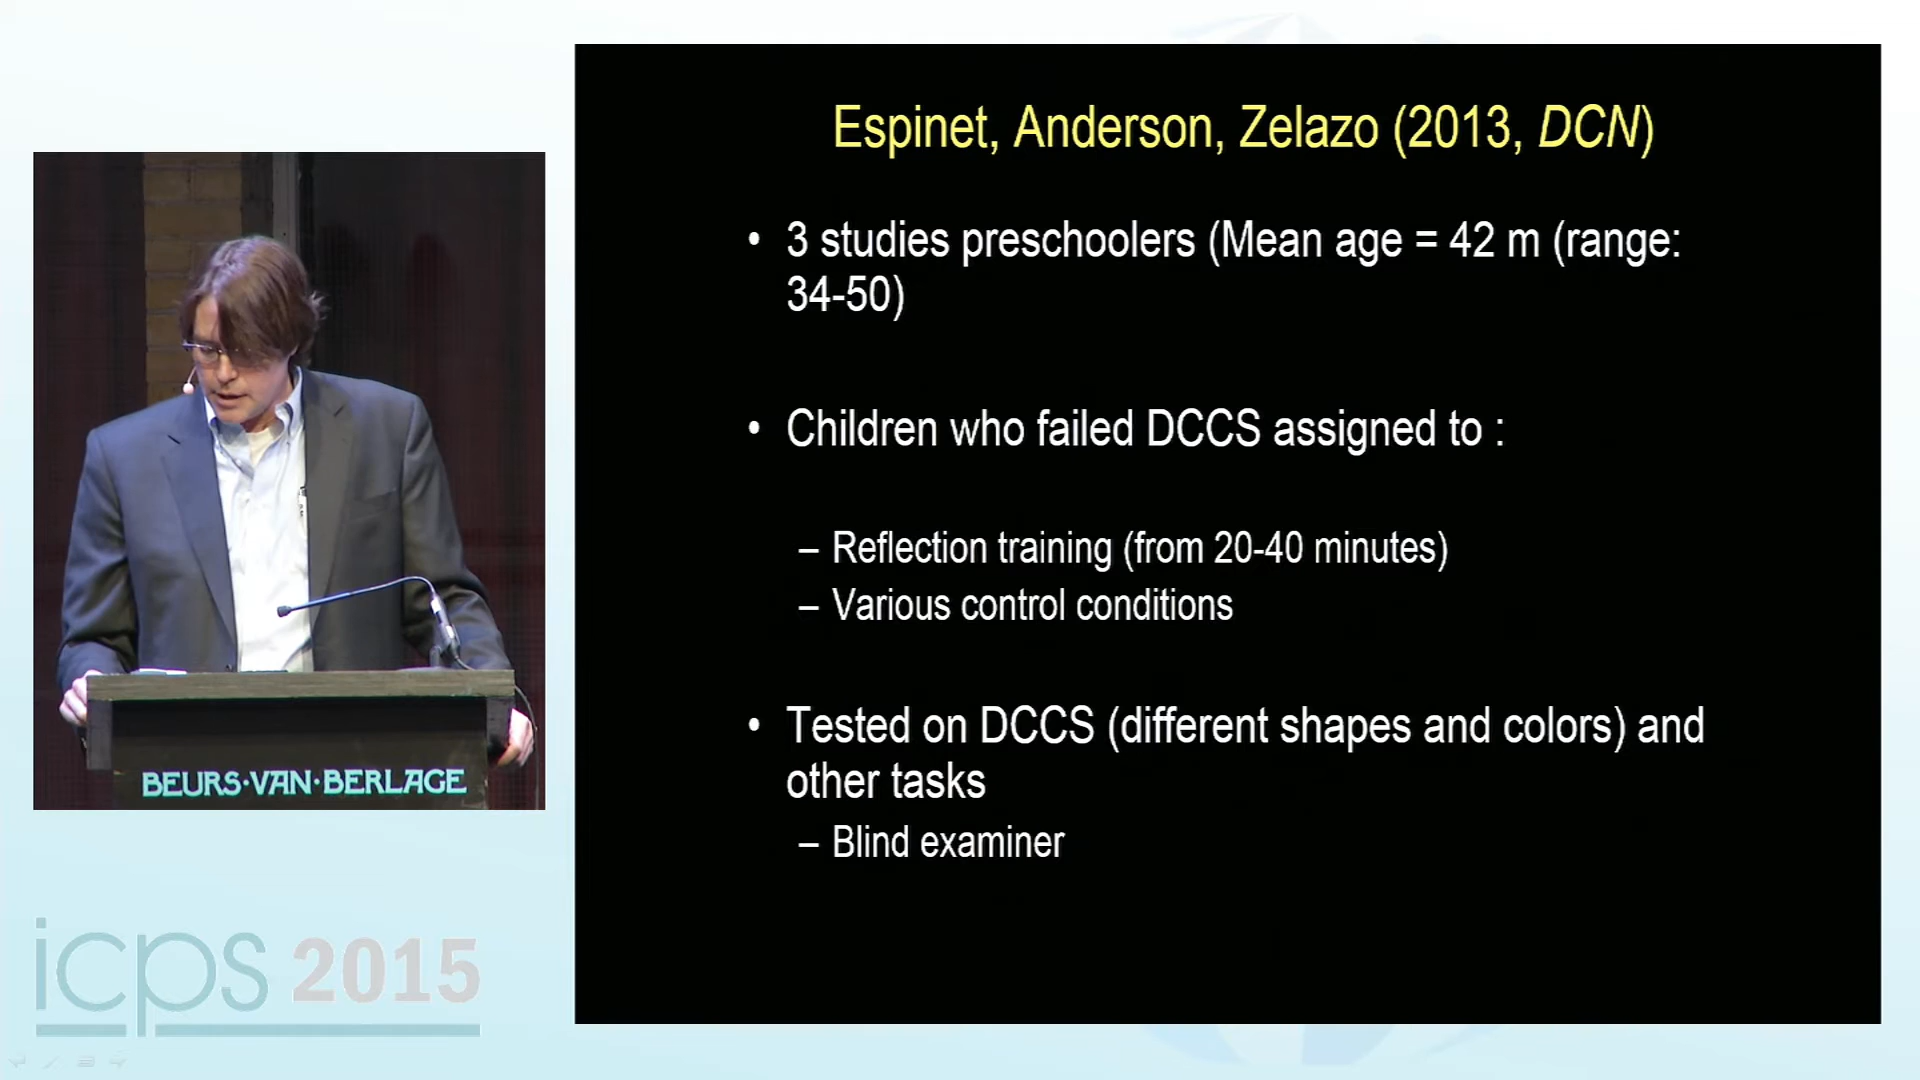 Espinet, Anderson, Zelazo (2013, DCN)
• 3 studies preschoolers (Mean age = 42 m (range:
34-50)
• Children who failed DCCS assigned to :
– Reflection training (from 20-40 minutes)
– Various control conditions
• Tested on DCCS (different shapes and colors) and
other tasks
– Blind examiner
BEURS·VAN·BERLAGE
icps 2015